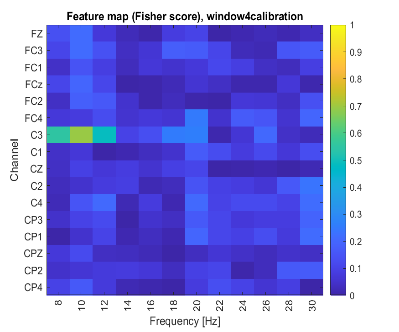 Feature map (Fisher score), window4calibration
FZ
FC3
FC1
FCz
FC2
FC4
C3
C1
CZ
C2
C4
CP3
CP1
CPZ
CP2
CP4
Channel
8 10 12 14 16 18 20 22 24 26 28 30
Frequency [Hz]
1
0.9
0.8
0.7
0.6
0.5
0.4
0.3
0.2
0.1
0